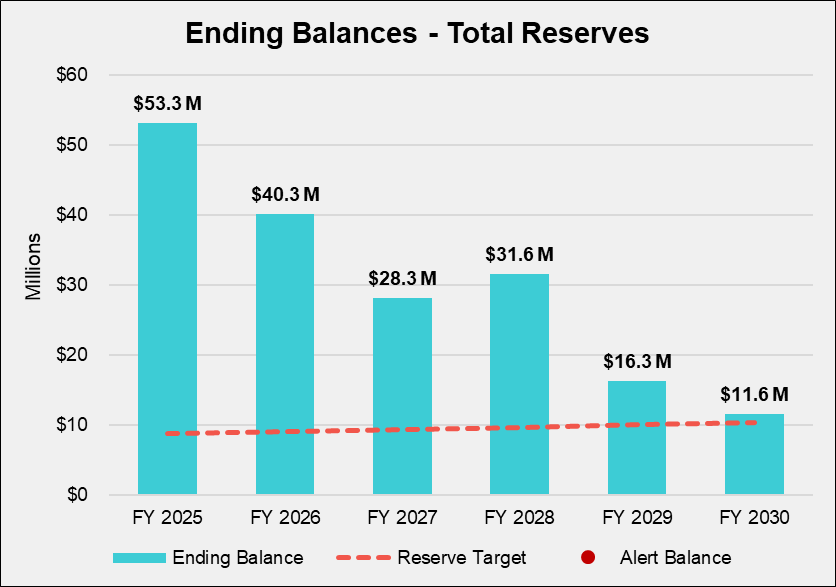 Ending Balances - Total Reserves
$60
$53.3 M
$50
$40.3 M
$40
$31.6 M
$28.3 M
$30
Millions
$20
$16.3 M
$11.6 M
$10
$0
FY 2025 FY 2026 FY 2027 FY 2028 FY 2029 FY 2030
Ending Balance Reserve Target Alert Balance